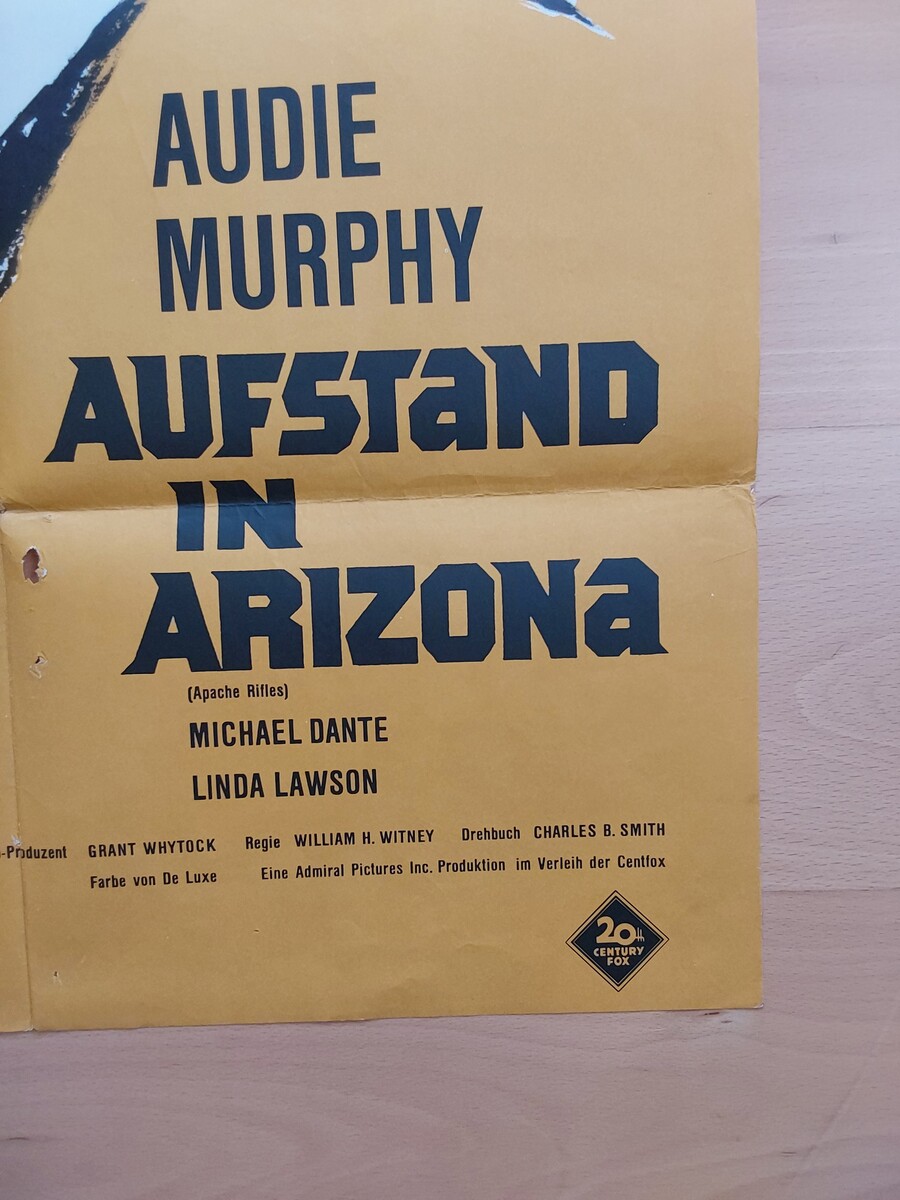 AUDIE
MURPHY
AUFSTAND
IN
ARIZONA
(Apache Rifles)
MICHAEL DANTE
LINDA LAWSON
-Produzent GRANT WHYTOCK Regie WILLIAM H. WITNEY Drehbuch CHARLES B. SMITH
Farbe von De Luxe Eine Admiral Pictures Inc. Produktion im Verleih der Centfox
20th
CENTURY
FOX